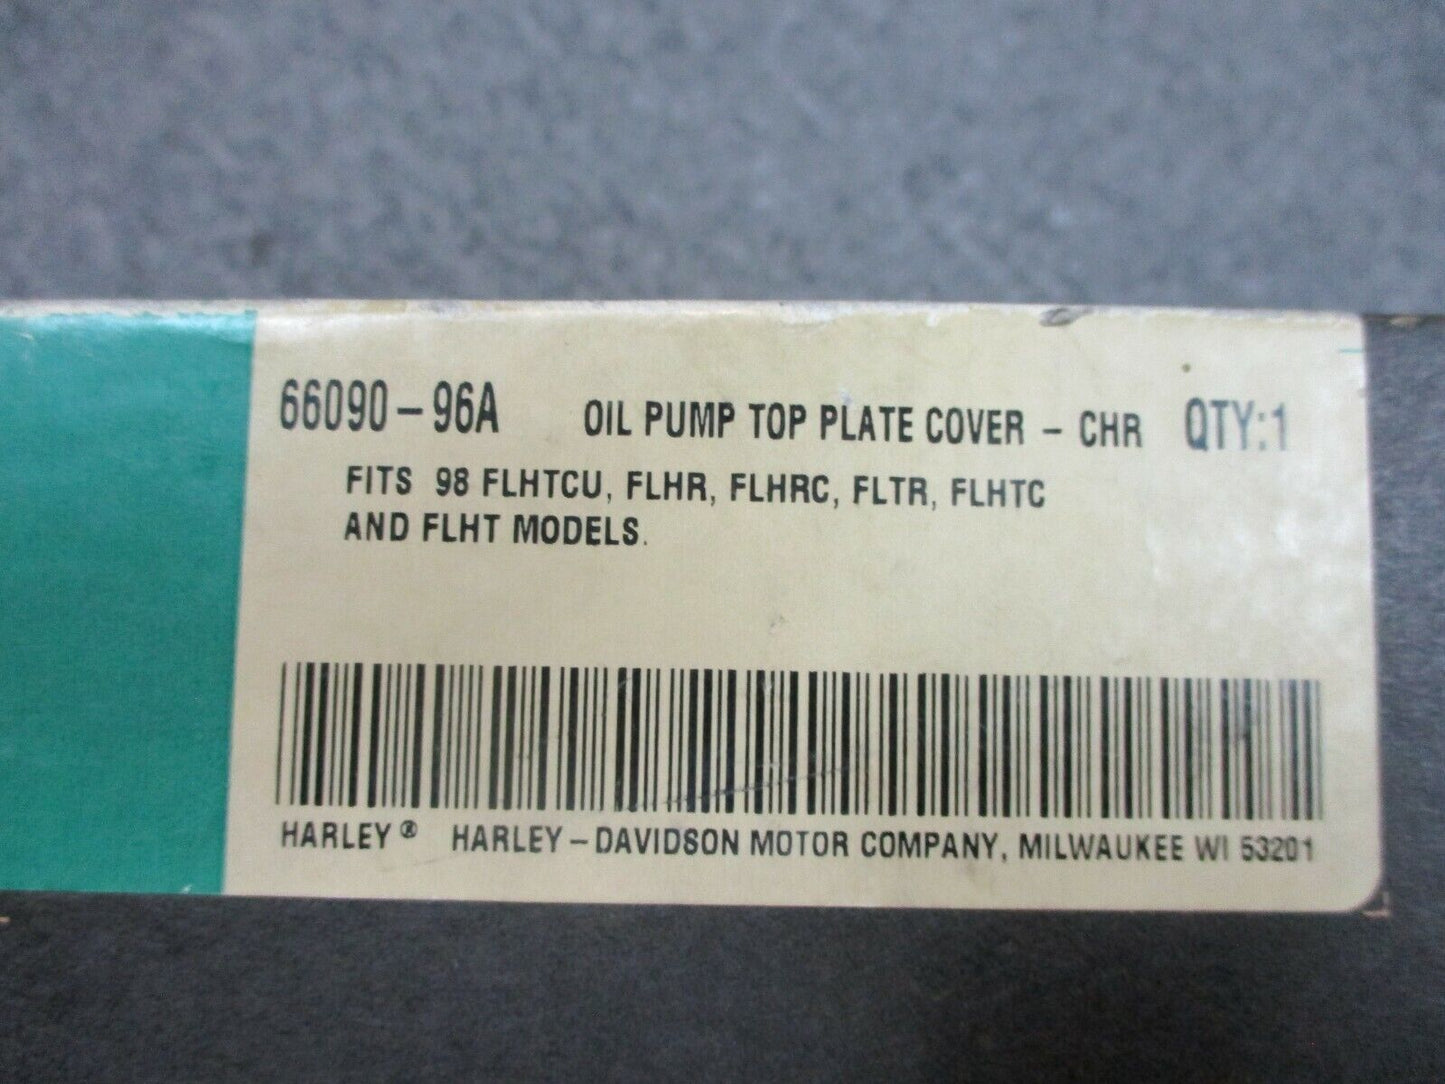 66090-96A OIL PUMP TOP PLATE COVER - CHR QTY:1
FITS 98 FLHTCU, FLHR, FLHRC, FLTR, FLHTC
AND FLHT MODELS.
HARLEY® HARLEY-DAVIDSON MOTOR COMPANY, MILWAUKEE WI 53201